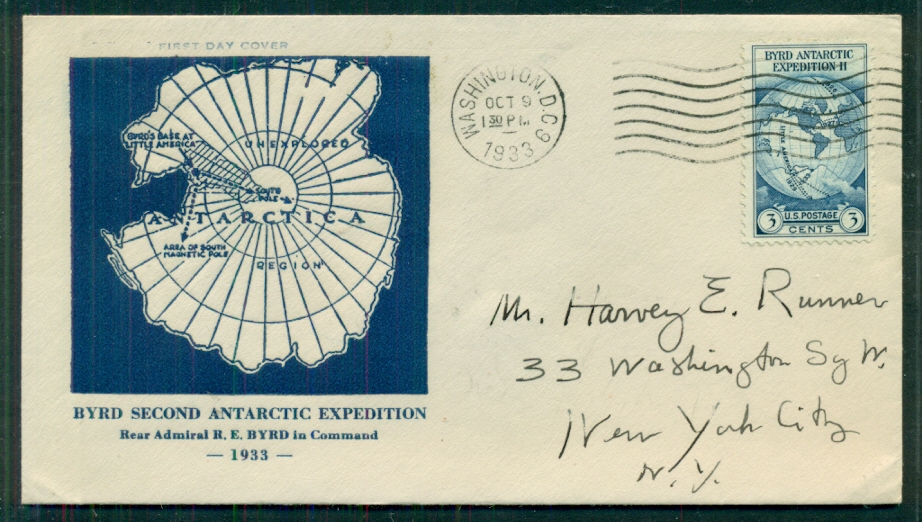 FIRST DAY COVER
BYRD'S BASE AT
LITTLE AMERICA
UNEXPLORED
SOUTH
POLE
ANTARCTICA
AREA OF SOUTH
MAGNETIC POLE
REGION
BYRD SECOND ANTARCTIC EXPEDITION
Rear Admiral R. E. BYRD in Command
— 1933 —
WASHINGTON, D.C.
OCT 9
1 30 PM
1933
9
BYRD ANTARCTIC
EXPEDITION II
3 U.S. POSTAGE 3
CENTS
Mr. Harvey E. Runner
33 Washington Sq W.
New York City
N.Y.